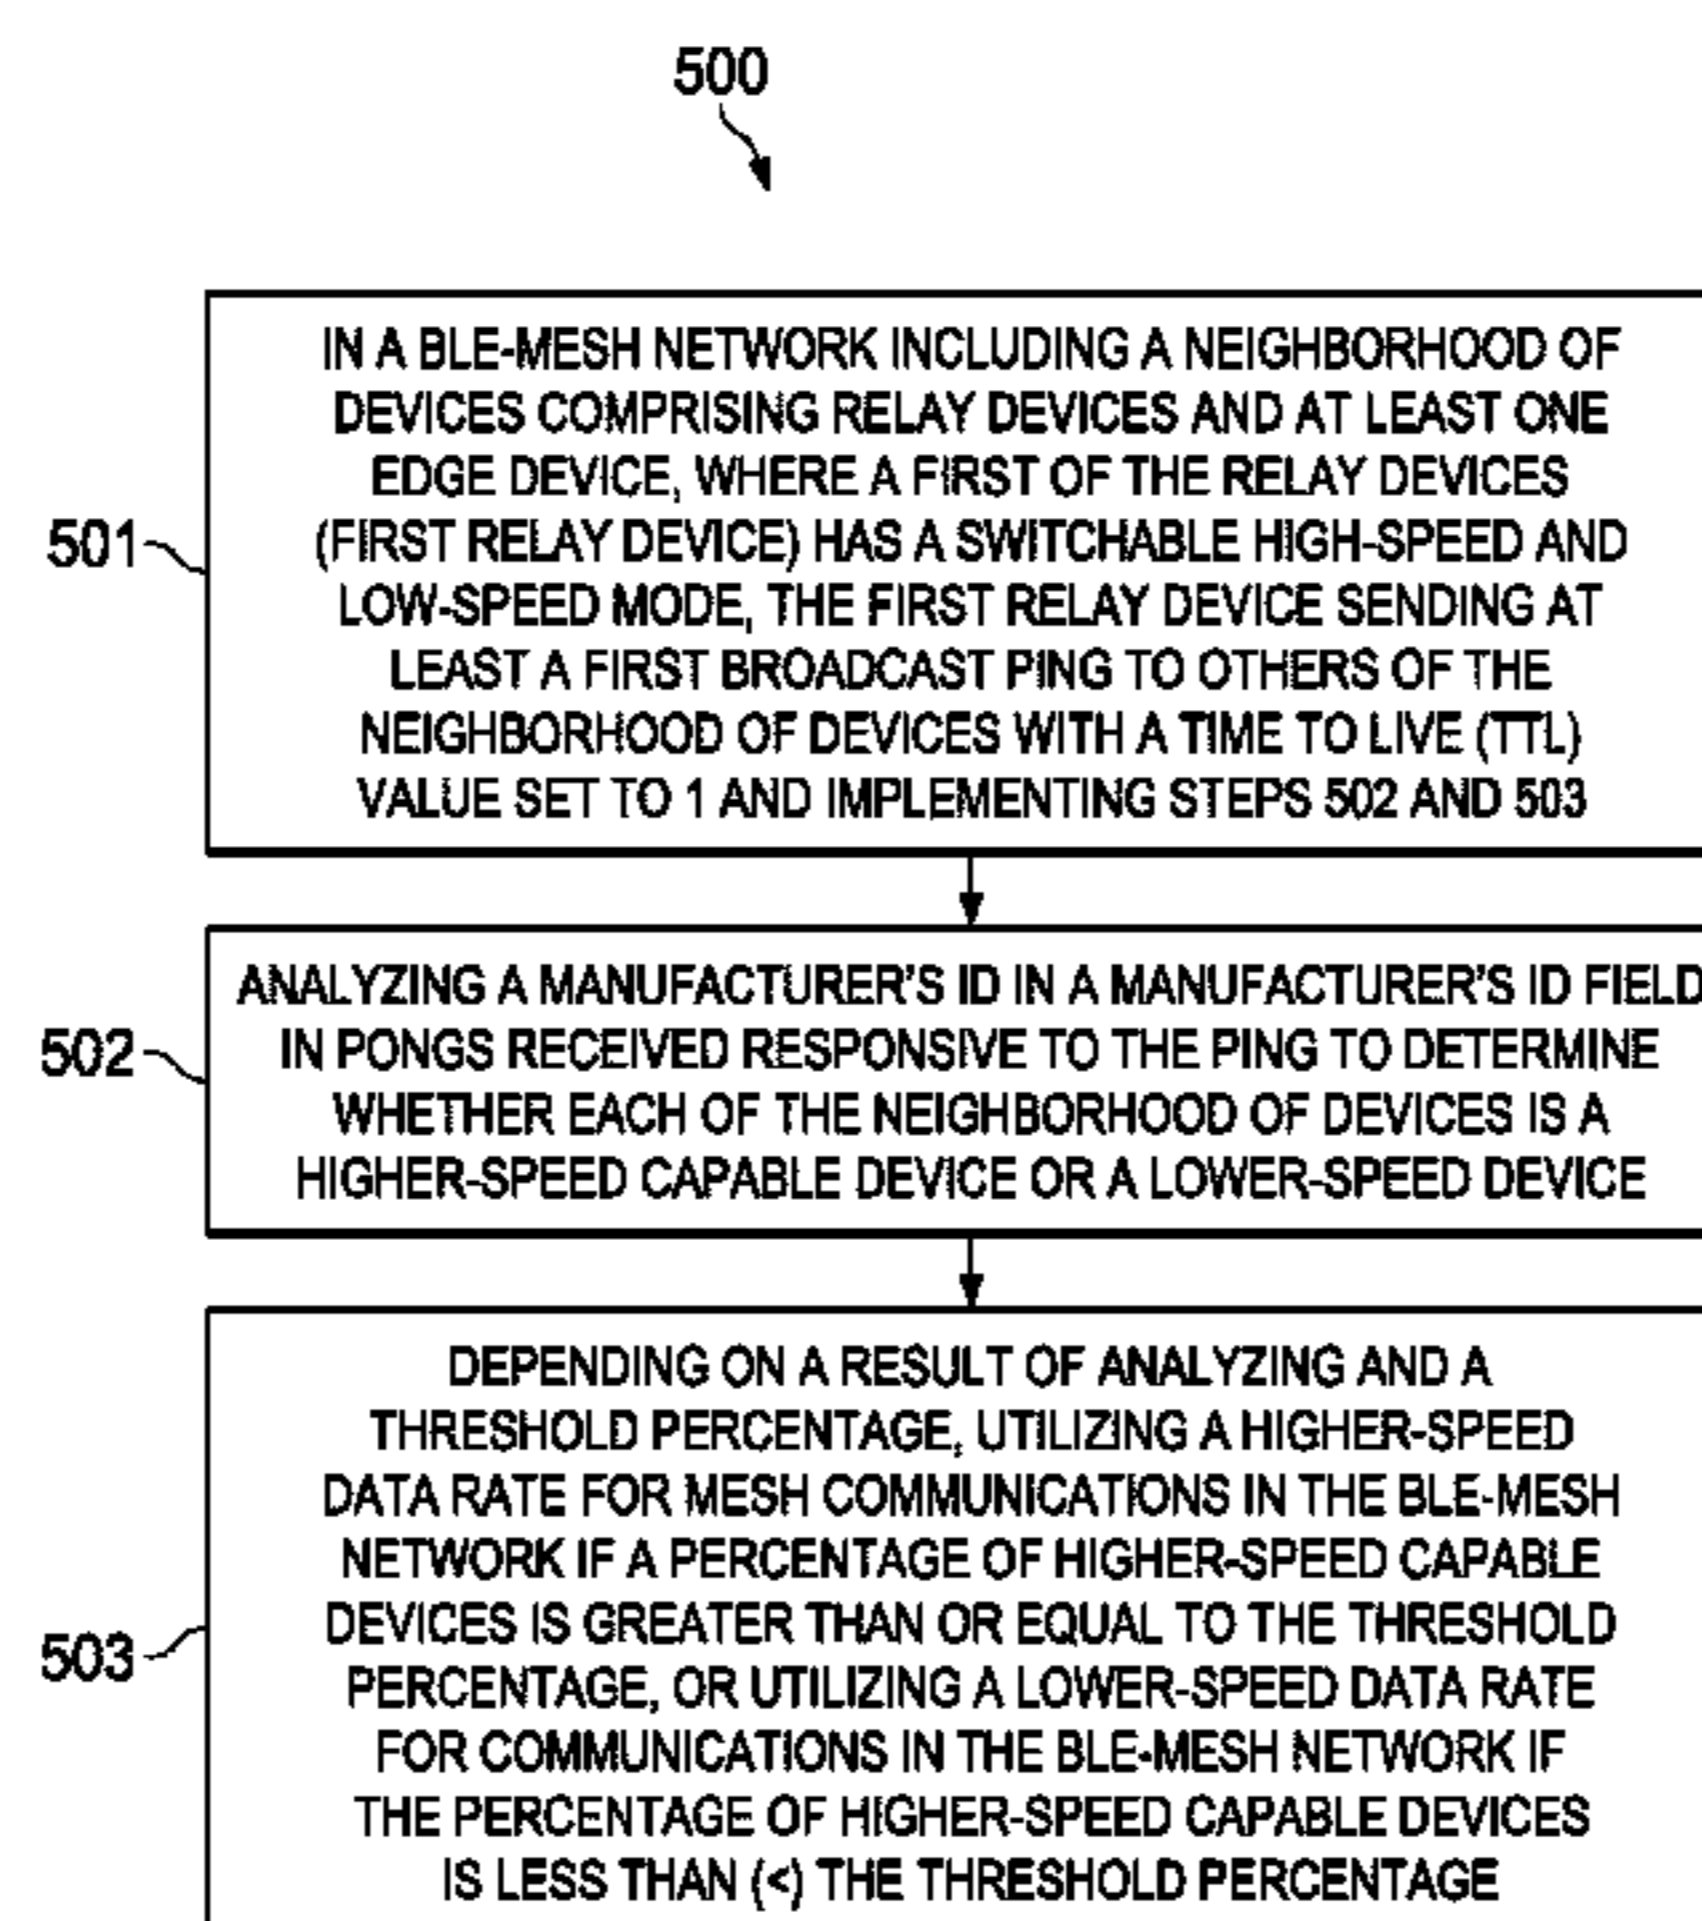 500
501
IN A BLE-MESH NETWORK INCLUDING A NEIGHBORHOOD OF
DEVICES COMPRISING RELAY DEVICES AND AT LEAST ONE
EDGE DEVICE, WHERE A FIRST OF THE RELAY DEVICES
(FIRST RELAY DEVICE) HAS A SWITCHABLE HIGH-SPEED AND
LOW-SPEED MODE, THE FIRST RELAY DEVICE SENDING AT
LEAST A FIRST BROADCAST PING TO OTHERS OF THE
NEIGHBORHOOD OF DEVICES WITH A TIME TO LIVE (TTL)
VALUE SET TO 1 AND IMPLEMENTING STEPS 502 AND 503
502
ANALYZING A MANUFACTURER'S ID IN A MANUFACTURER'S ID FIELD
IN PONGS RECEIVED RESPONSIVE TO THE PING TO DETERMINE
WHETHER EACH OF THE NEIGHBORHOOD OF DEVICES IS A
HIGHER-SPEED CAPABLE DEVICE OR A LOWER-SPEED DEVICE
503
DEPENDING ON A RESULT OF ANALYZING AND A
THRESHOLD PERCENTAGE, UTILIZING A HIGHER-SPEED
DATA RATE FOR MESH COMMUNICATIONS IN THE BLE-MESH
NETWORK IF A PERCENTAGE OF HIGHER-SPEED CAPABLE
DEVICES IS GREATER THAN OR EQUAL TO THE THRESHOLD
PERCENTAGE, OR UTILIZING A LOWER-SPEED DATA RATE
FOR COMMUNICATIONS IN THE BLE-MESH NETWORK IF
THE PERCENTAGE OF HIGHER-SPEED CAPABLE DEVICES
IS LESS THAN (<) THE THRESHOLD PERCENTAGE